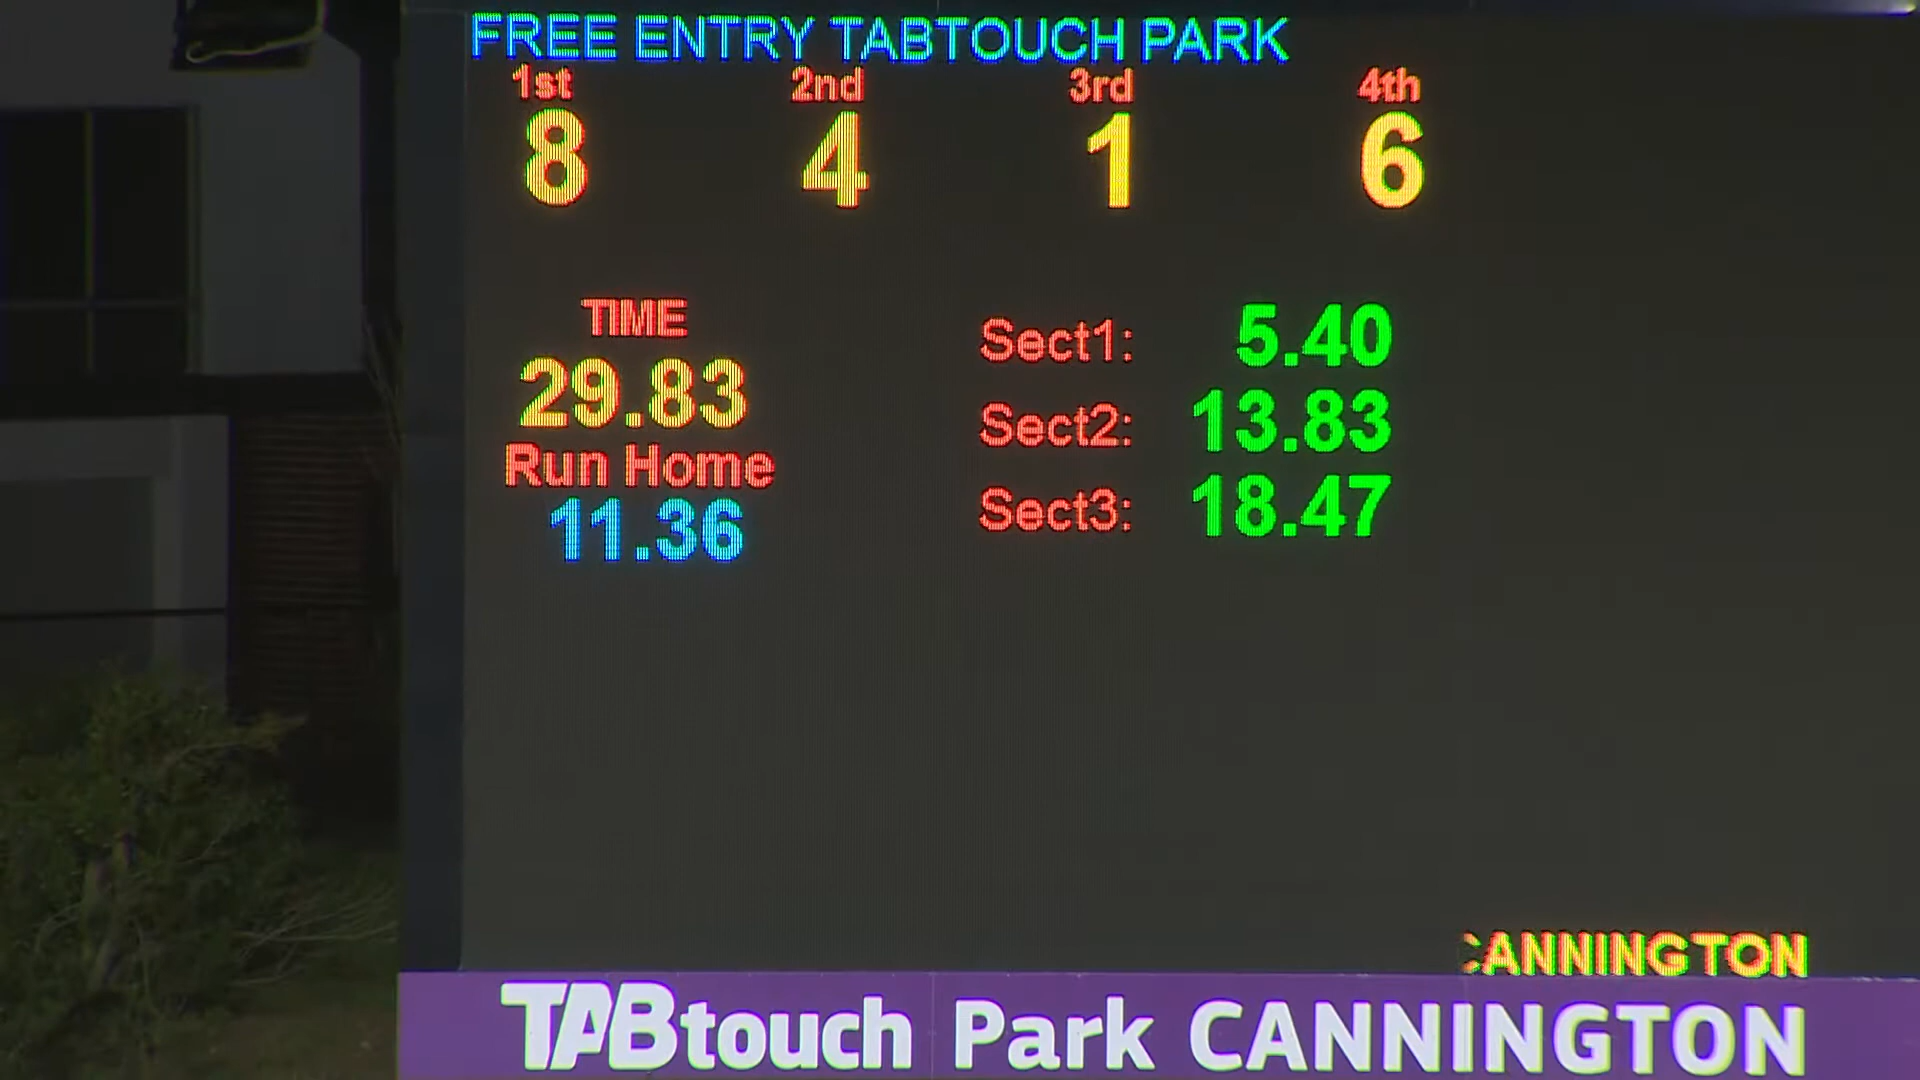 FREE ENTRY TABTOUCH PARK
1st 2nd 3rd 4th
8 4 1 6
TIME
29.83
Run Home
11.36
Sect1: 5.40
Sect2: 13.83
Sect3: 18.47
CANNINGTON
TABtouch Park CANNINGTON